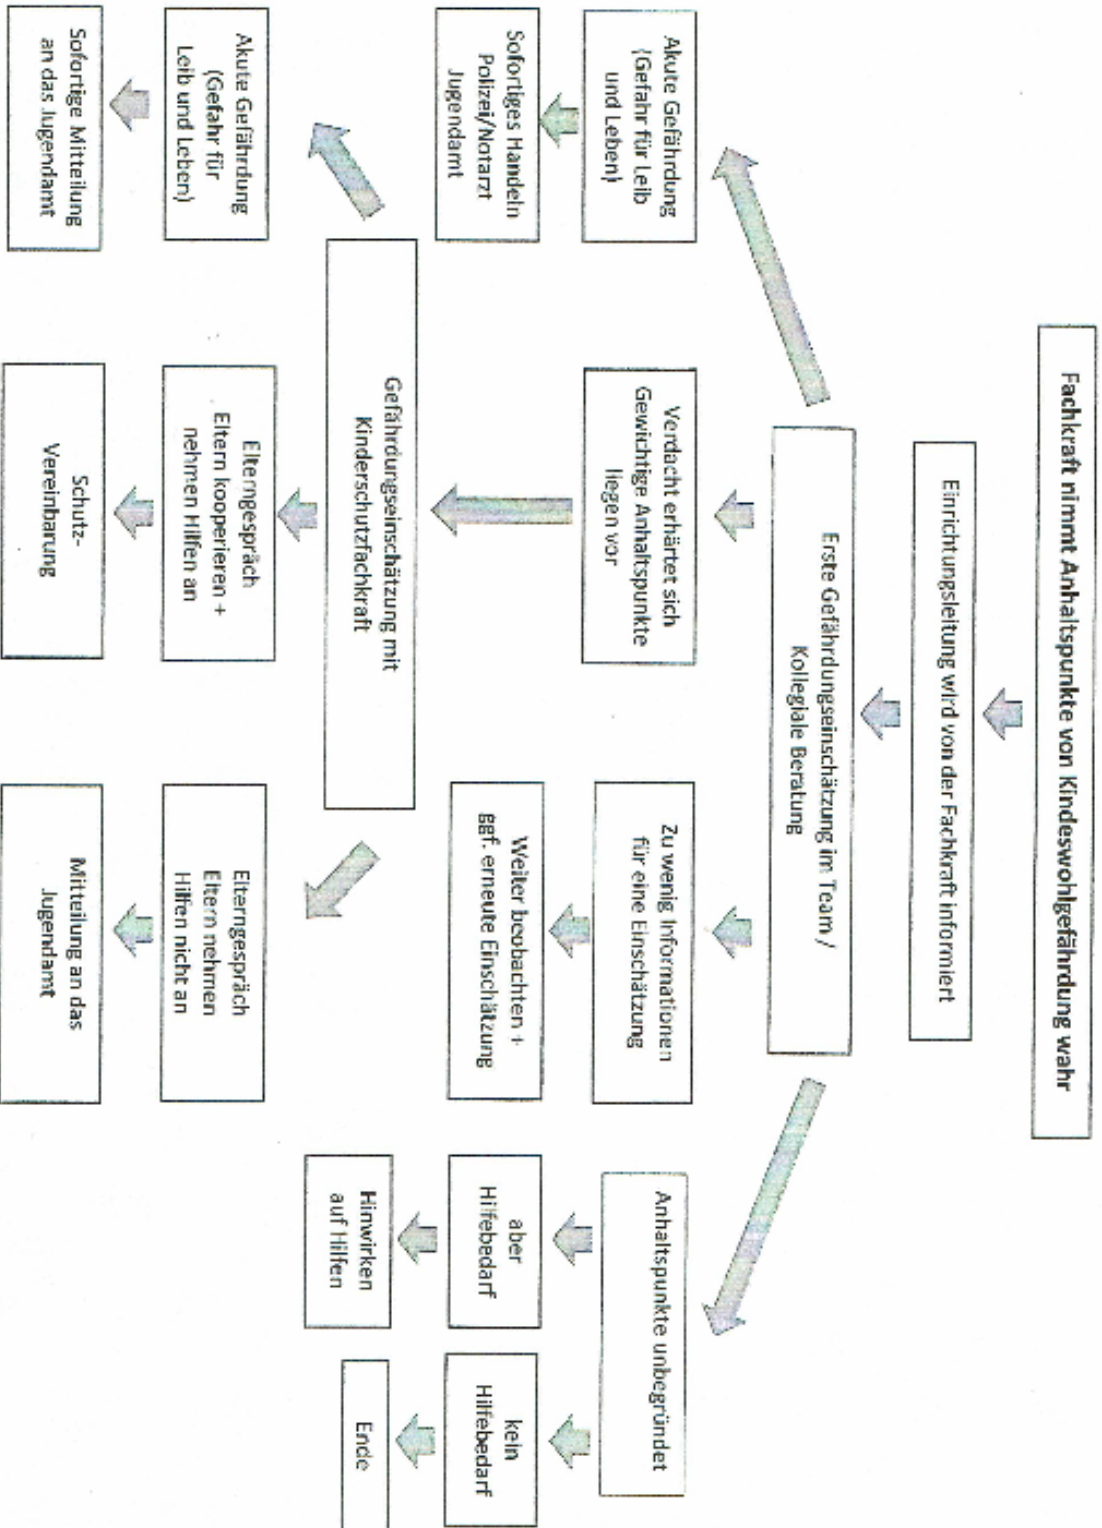 Fachkraft nimmt Anhaltspunkte von Kindeswohlgefährdung wahr
Einrichtungsleitung wird von der Fachkraft informiert
Erste Gefährdungseinschätzung im Team /
Kollegiale Beratung
Akute Gefährdung
(Gefahr für Leib
und Leben)
Sofortiges Handeln
Polizei/Notarzt
Jugendamt
Verdacht erhärtet sich
Gewichtige Anhaltspunkte
liegen vor
Zu wenig Informationen
für eine Einschätzung
Weiter beobachten +
ggf. erneute Einschätzung
Anhaltspunkte unbegründet
aber
Hilfebedarf
Hinwirken
auf Hilfen
kein
Hilfebedarf
Ende
Gefährdungseinschätzung mit
Kinderschutzfachkraft
Akute Gefährdung
(Gefahr für
Leib und Leben)
Sofortige Mitteilung
an das Jugendamt
Elterngespräch
Eltern kooperieren +
nehmen Hilfen an
Schutz-
Vereinbarung
Elterngespräch
Eltern nehmen
Hilfen nicht an
Mitteilung an das
Jugendamt